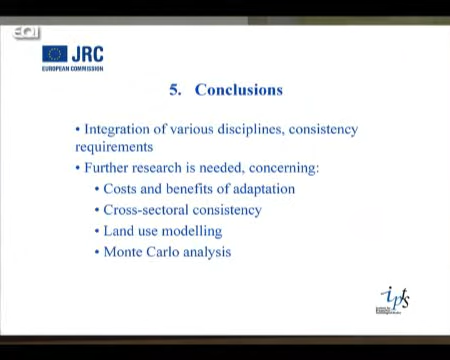 EOI
JRC
EUROPEAN COMMISSION
5. Conclusions
• Integration of various disciplines, consistency
requirements
• Further research is needed, concerning:
• Costs and benefits of adaptation
• Cross-sectoral consistency
• Land use modelling
• Monte Carlo analysis
ipts